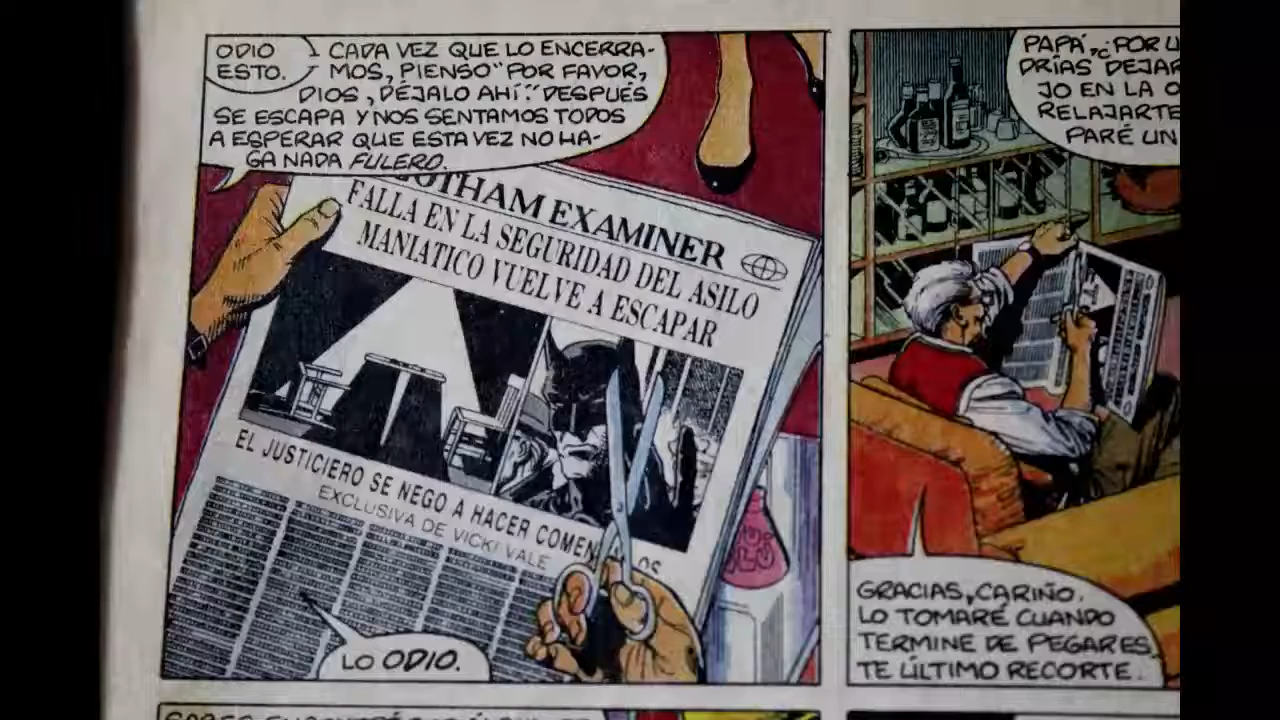 ODIO
ESTO.
CADA VEZ QUE LO ENCERRA-
MOS, PIENSO "POR FAVOR,
DIOS, DÉJALO AHÍ." DESPUÉS
SE ESCAPA Y NOS SENTAMOS TODOS
A ESPERAR QUE ESTA VEZ NO HA-
GA NADA FULERO.
GOTHAM EXAMINER
FALLA EN LA SEGURIDAD DEL ASILO
MANIATICO VUELVE A ESCAPAR
EL JUSTICIERO SE NEGO A HACER COMEN OS
EXCLUSIVA DE VICKI VALE
LO ODIO.
PAPÁ, ¿POR
DRÍAS DEJAR
JO EN LA O
RELAJARTE
PARÉ UN
GRACIAS, CARIÑO.
LO TOMARÉ CUANDO
TERMINE DE PEGAR ES-
TE ÚLTIMO RECORTE.